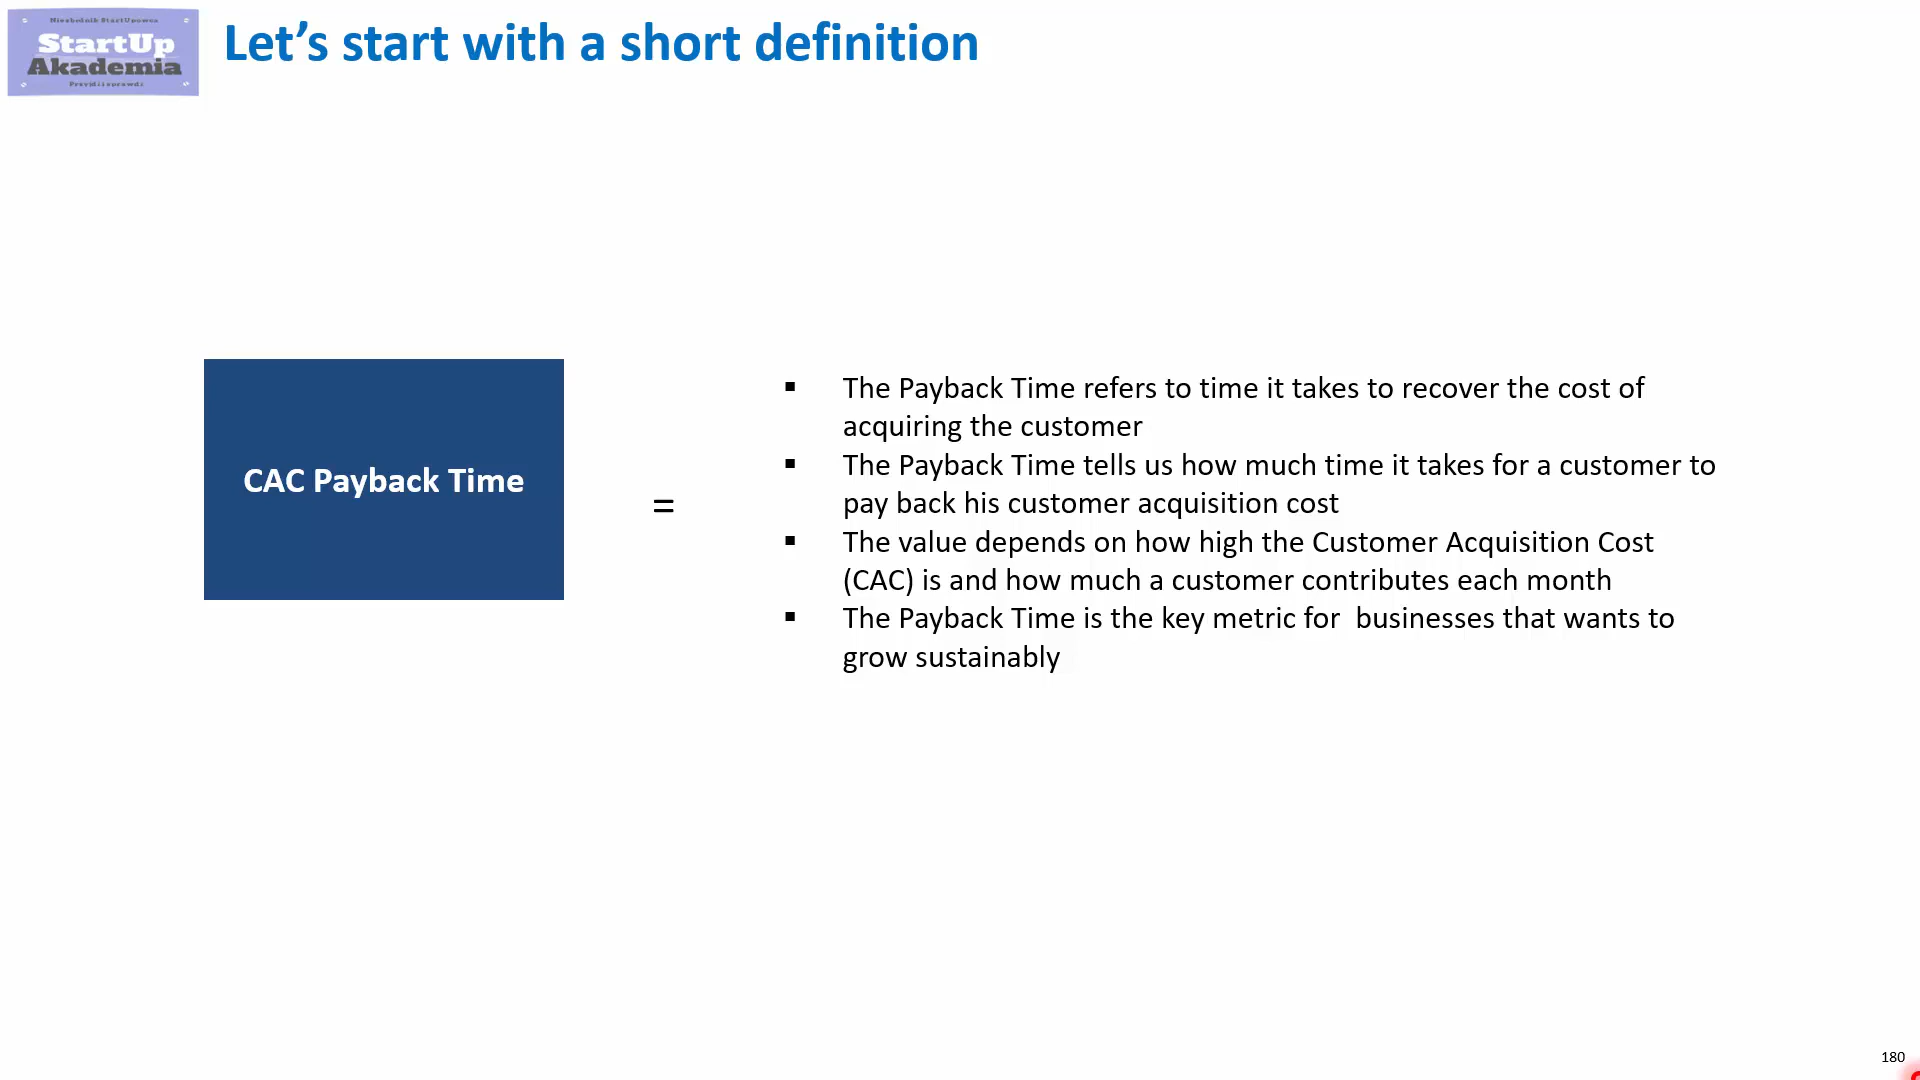 Niezbędnik StartUpowca
StartUp
Akademia
Let’s start with a short definition
CAC Payback Time
=
▪ The Payback Time refers to time it takes to recover the cost of
acquiring the customer
▪ The Payback Time tells us how much time it takes for a customer to
pay back his customer acquisition cost
▪ The value depends on how high the Customer Acquisition Cost
(CAC) is and how much a customer contributes each month
▪ The Payback Time is the key metric for  businesses that wants to
grow sustainably
180